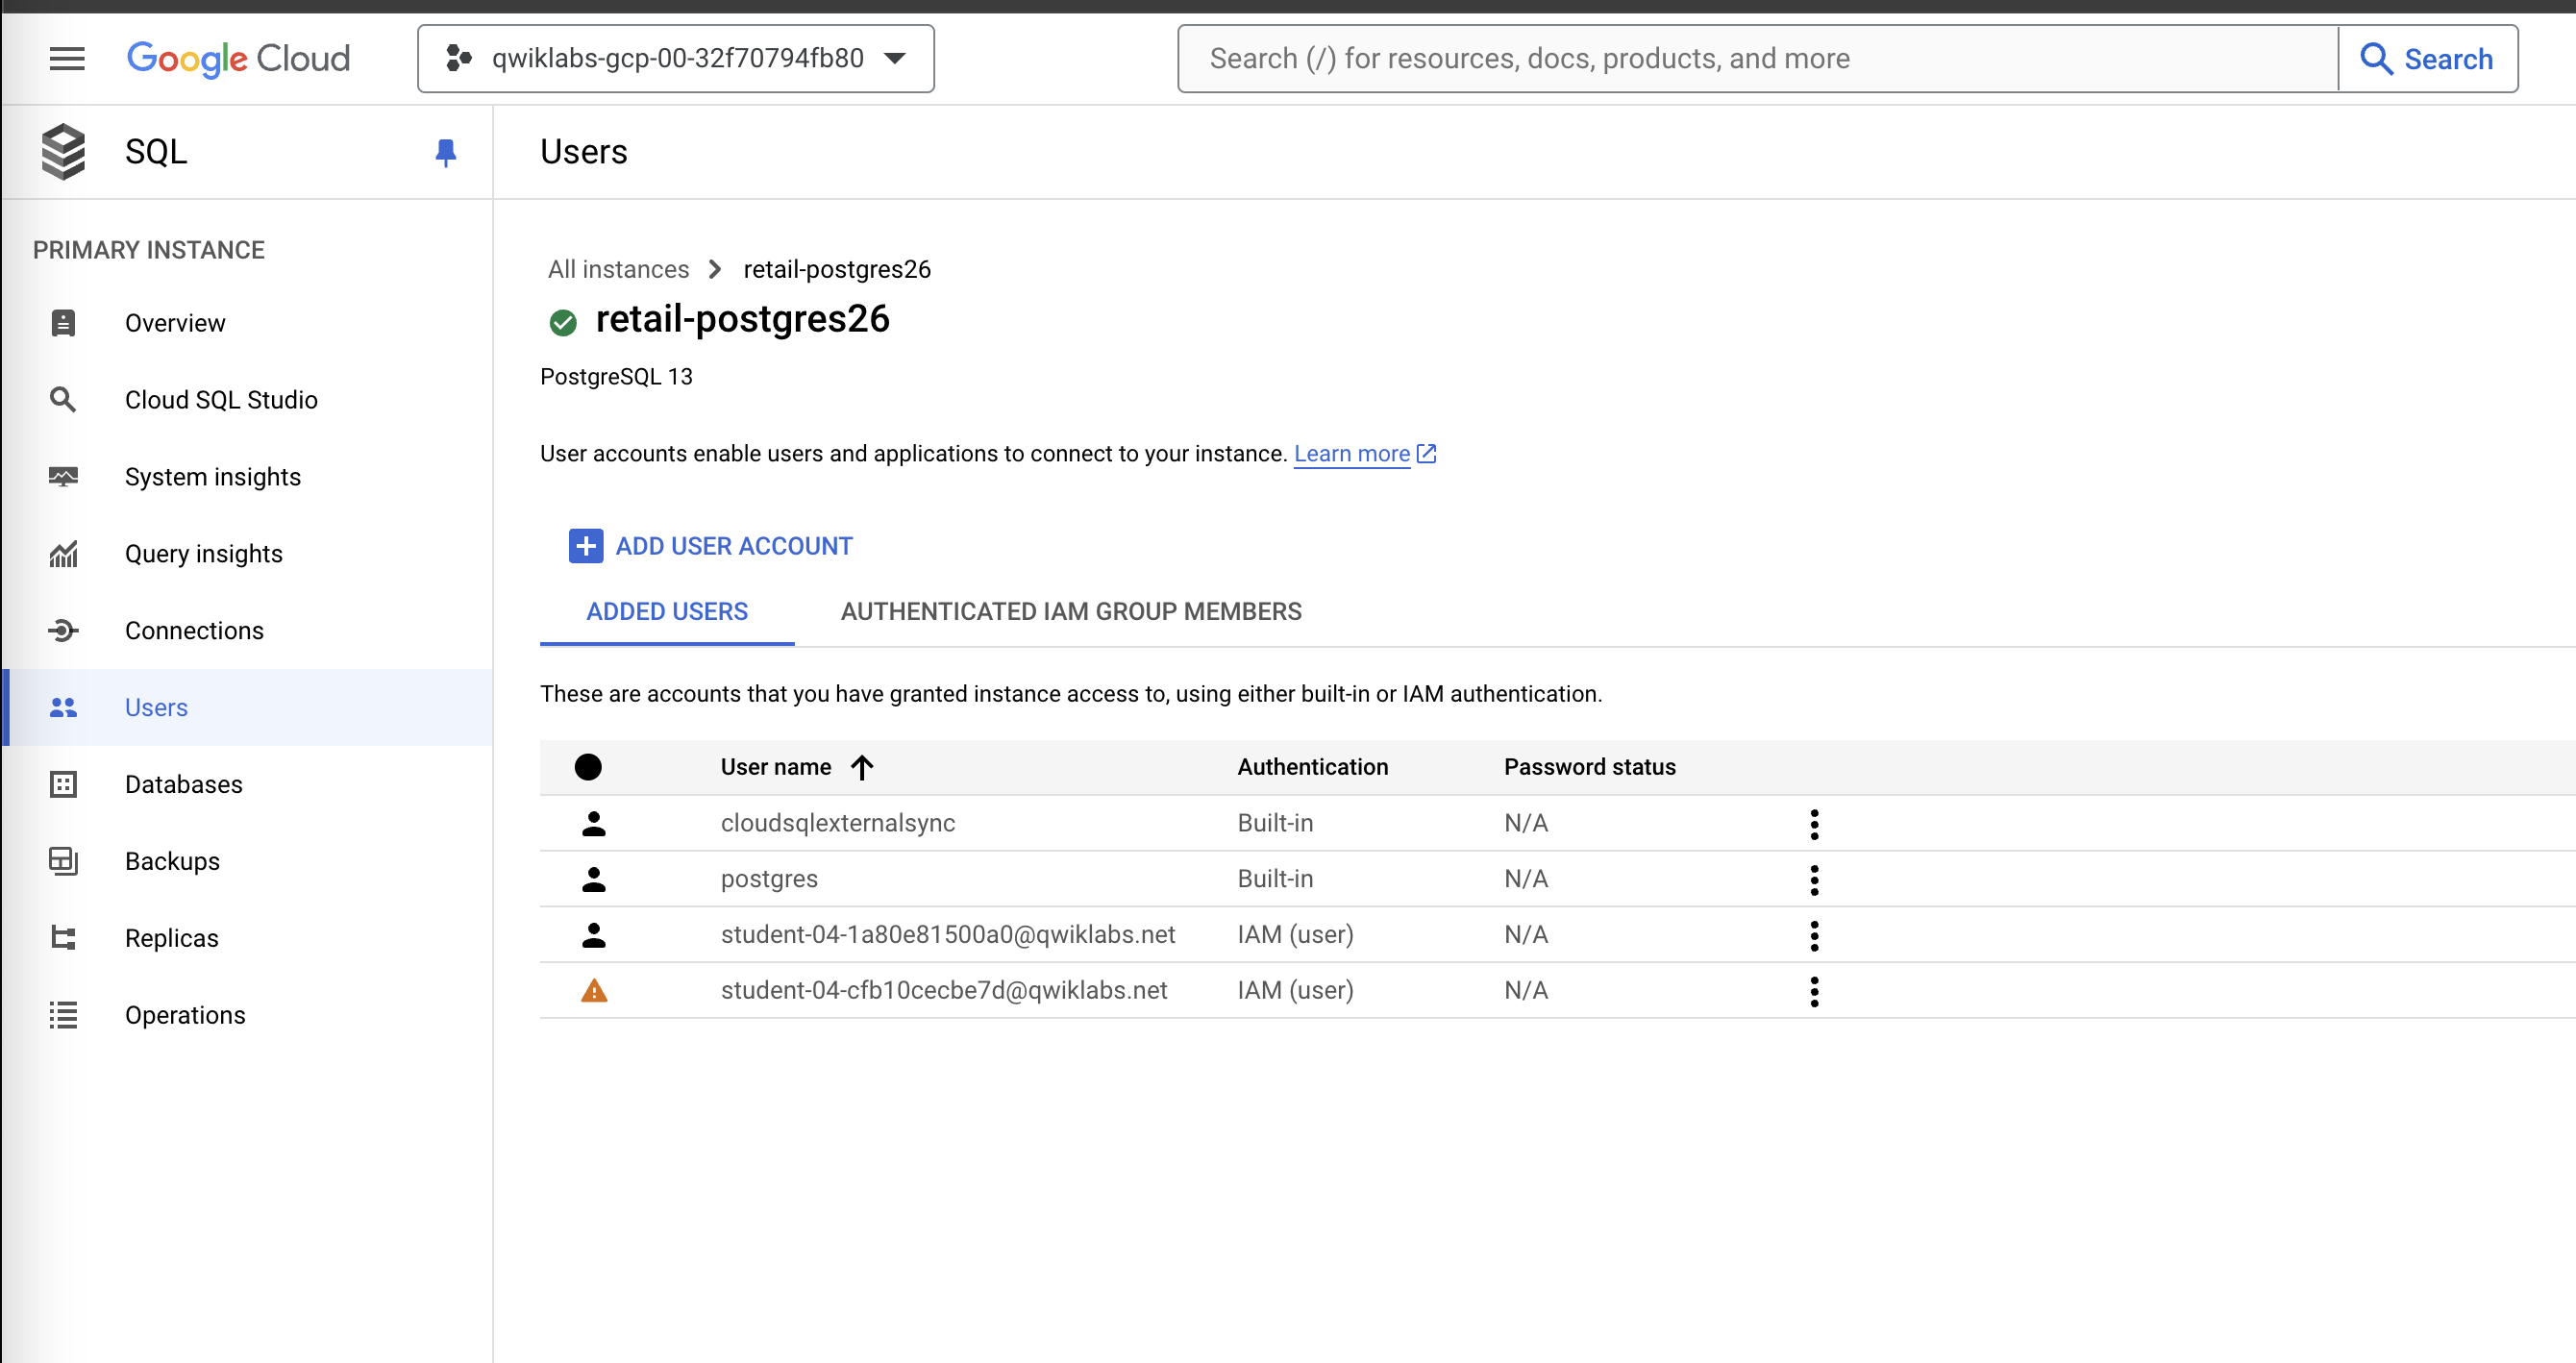 Google Cloud
qwiklabs-gcp-00-32f70794fb80
Search (/) for resources, docs, products, and more
Search
SQL
Users
PRIMARY INSTANCE
Overview
Cloud SQL Studio
System insights
Query insights
Connections
Users
Databases
Backups
Replicas
Operations
All instances > retail-postgres26
retail-postgres26
PostgreSQL 13
User accounts enable users and applications to connect to your instance. Learn more
ADD USER ACCOUNT
ADDED USERS AUTHENTICATED IAM GROUP MEMBERS
These are accounts that you have granted instance access to, using either built-in or IAM authentication.
User name Authentication Password status
cloudsqlexternalsync Built-in N/A
postgres Built-in N/A
student-04-1a80e81500a0@qwiklabs.net IAM (user) N/A
student-04-cfb10cecbe7d@qwiklabs.net IAM (user) N/A